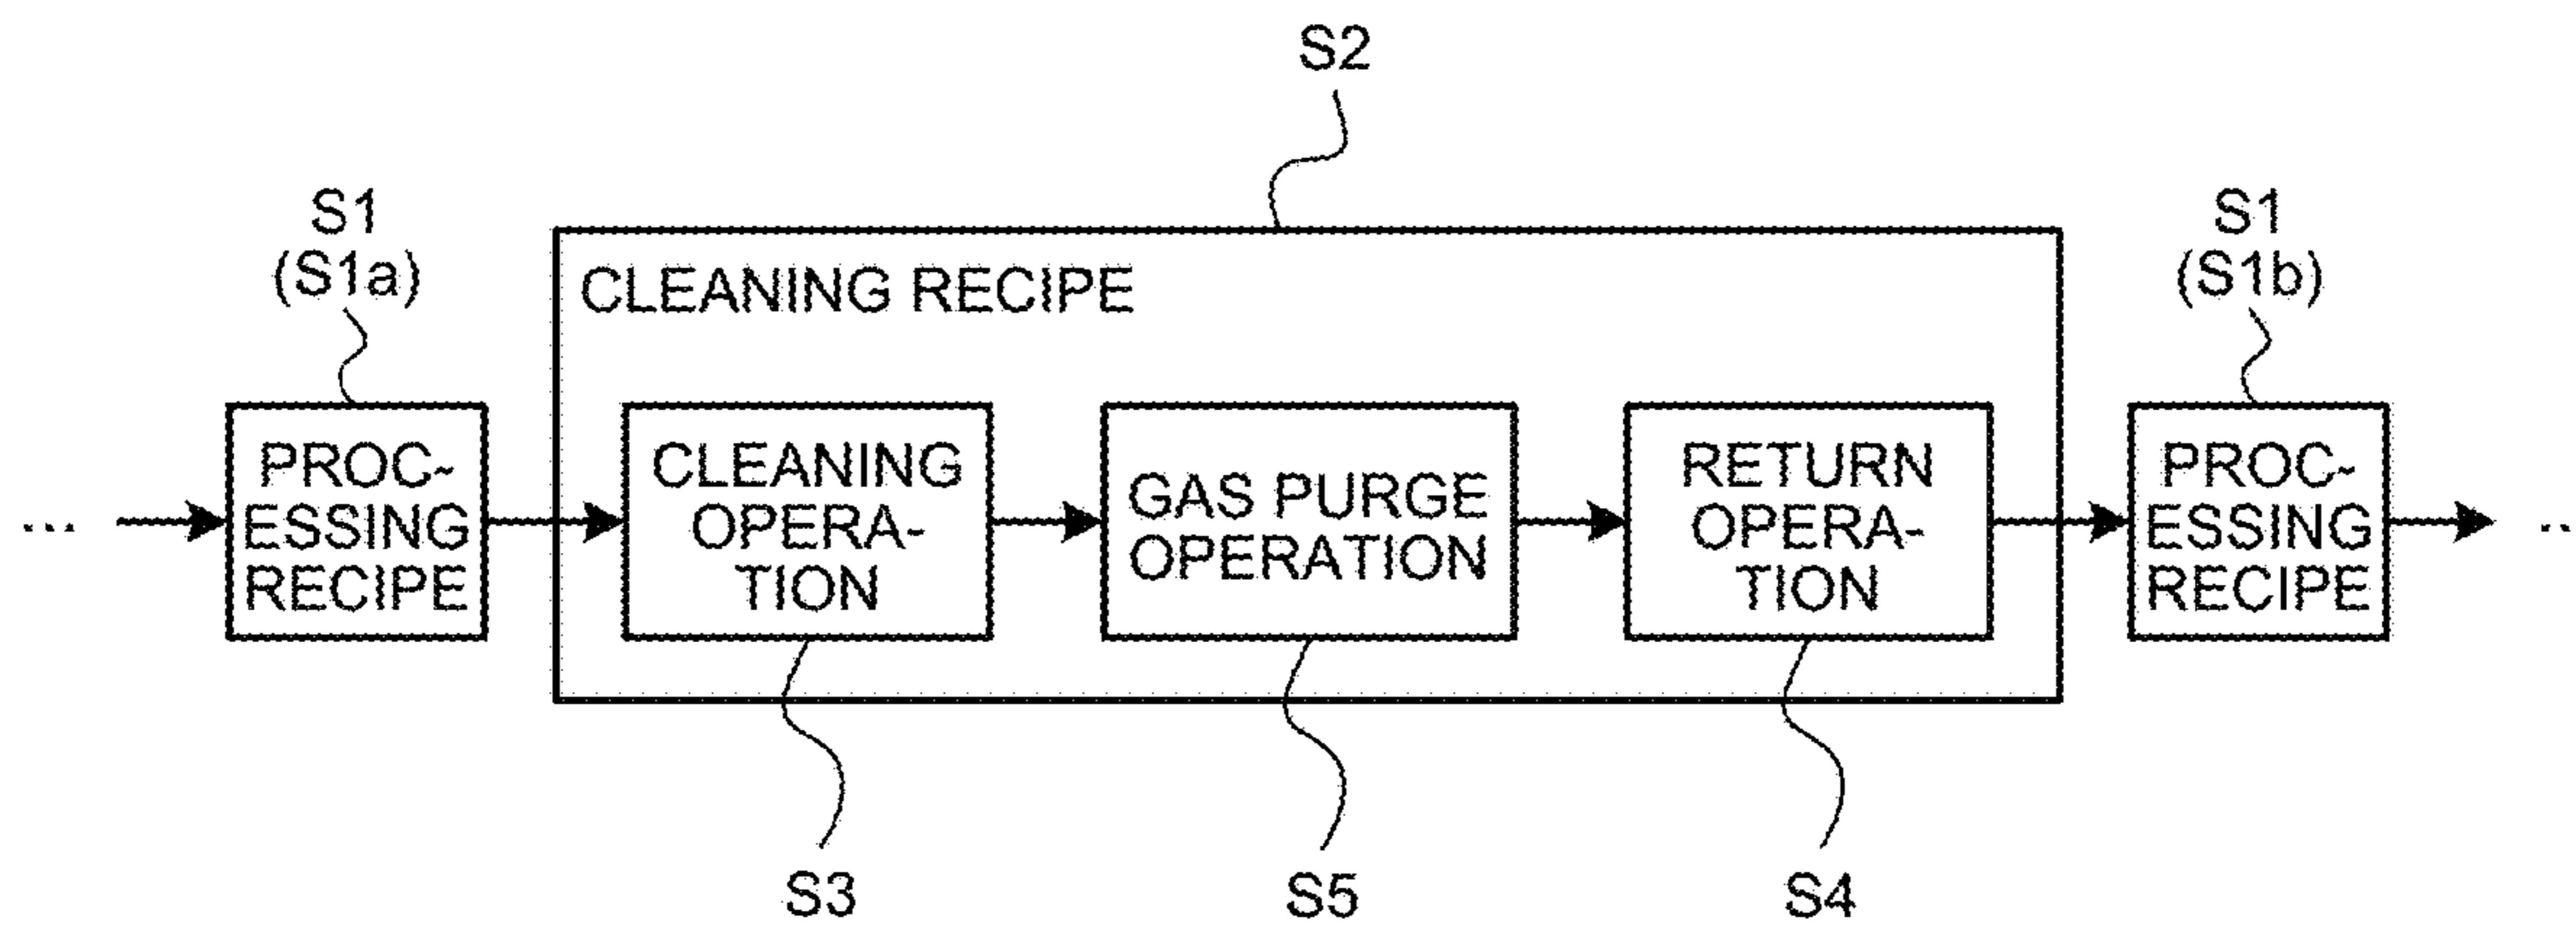 S2
S1
(S1a)
S1
(S1b)
CLEANING RECIPE
PROC-
ESSING
RECIPE
CLEANING
OPERA-
TION
GAS PURGE
OPERATION
RETURN
OPERA-
TION
PROC-
ESSING
RECIPE
...
..
S3
S5
S4